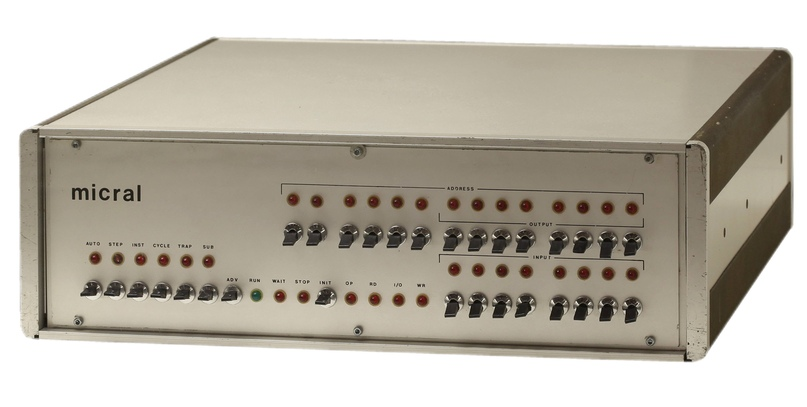 micral
ADDRESS
OUTPUT
AUTO STEP INST CYCLE TRAP SUB
INPUT
ADV RUN WAIT STOP INIT OP RD I/O WR